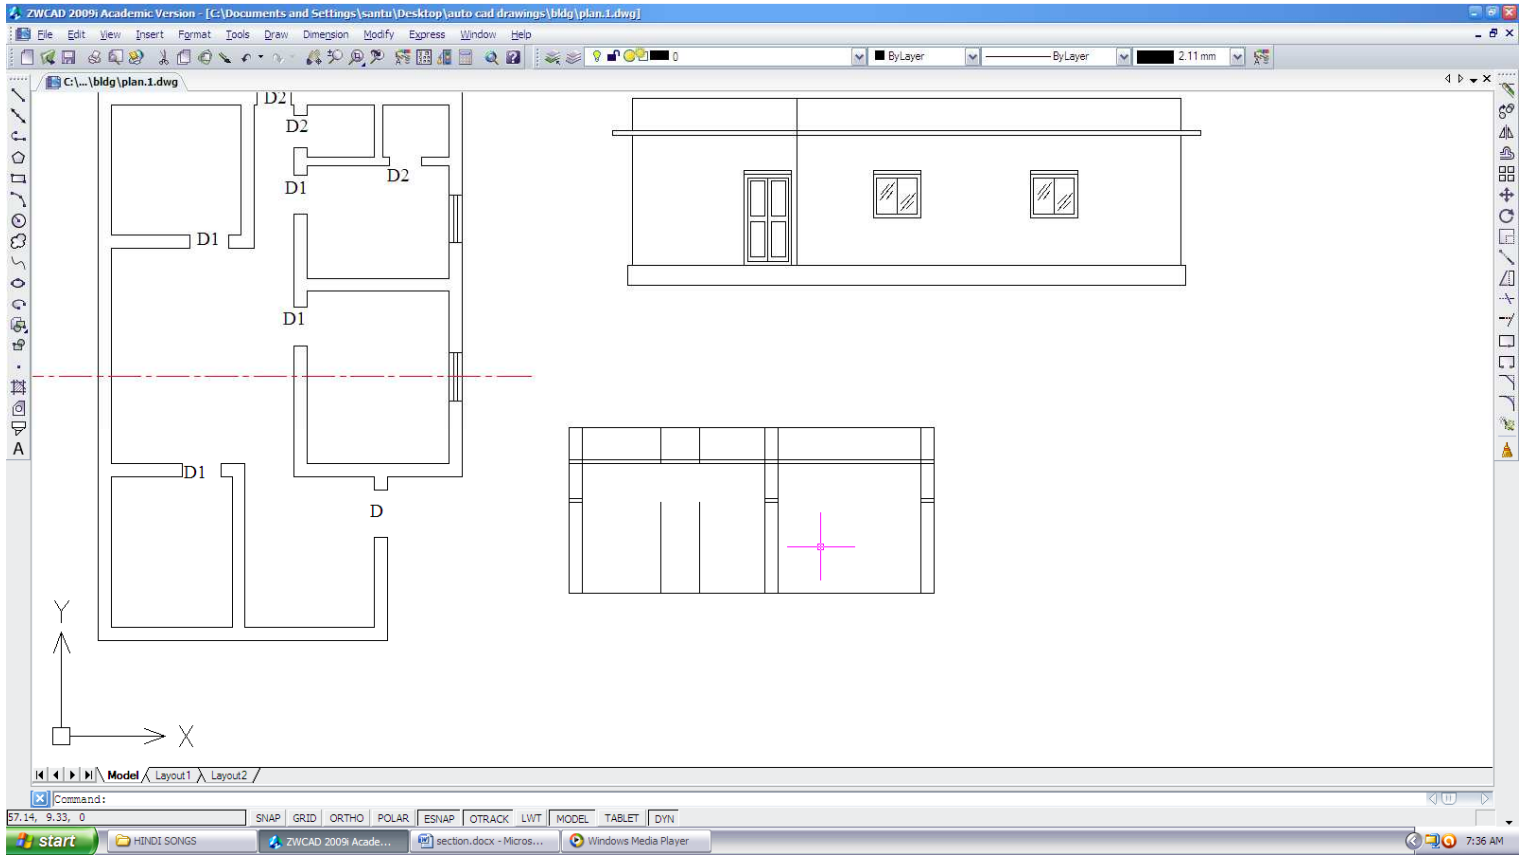 ZWCAD 2009i Academic Version - [C:\Documents and Settings\santu\Desktop\auto cad drawings\bldg\plan.1.dwg]
File Edit View Insert Format Tools Draw Dimension Modify Express Window Help
0 ByLayer ByLayer 2.11 mm
C:\...\bldg\plan.1.dwg
D2
D2
D2
D1
D1
D1
D1
D
Y
X
A
Model Layout1 Layout2
Command:
57.14, 9.33, 0 SNAP GRID ORTHO POLAR ESNAP OTRACK LWT MODEL TABLET DYN
start HINDI SONGS ZWCAD 2009i Acade... section.docx - Micros... Windows Media Player 7:36 AM